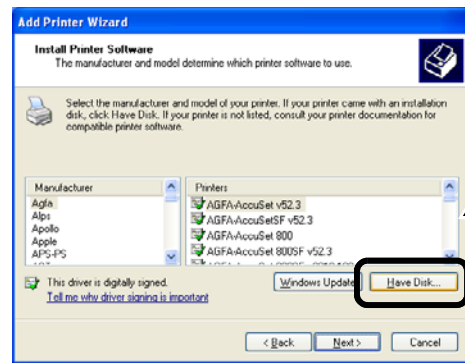 Add Printer Wizard
Install Printer Software
The manufacturer and model determine which printer software to use.
Select the manufacturer and model of your printer. If your printer came with an installation
disk, click Have Disk. If your printer is not listed, consult your printer documentation for
compatible printer software.
Manufacturer
Agfa
Alps
Apollo
Apple
APS-PS
Printers
AGFA-AccuSet v52.3
AGFA-AccuSetSF v52.3
AGFA-AccuSet 800
AGFA-AccuSet 800SF v52.3
This driver is digitally signed.
Tell me why driver signing is important
Windows Update
Have Disk...
< Back
Next >
Cancel